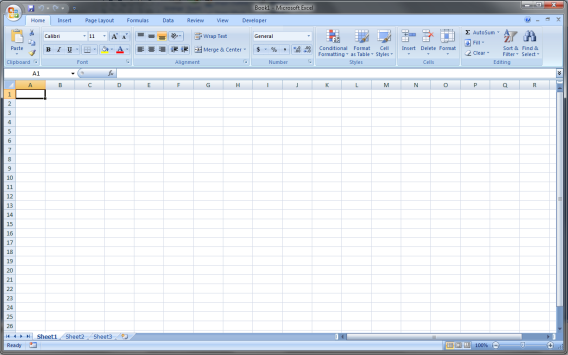 Book1 - Microsoft Excel
Home Insert Page Layout Formulas Data Review View Developer
Paste
Calibri 11
B I U
A A
Wrap Text
Merge & Center
General
$ % ,
Conditional Formatting
Format as Table
Cell Styles
Insert Delete Format
Σ AutoSum
Fill
Clear
Sort & Filter
Find & Select
Clipboard Font Alignment Number Styles Cells Editing
A1 fx
A B C D E F G H I J K L M N O P Q R
1
2
3
4
5
6
7
8
9
10
11
12
13
14
15
16
17
18
19
20
21
22
23
24
25
26
Sheet1 Sheet2 Sheet3
Ready 100%